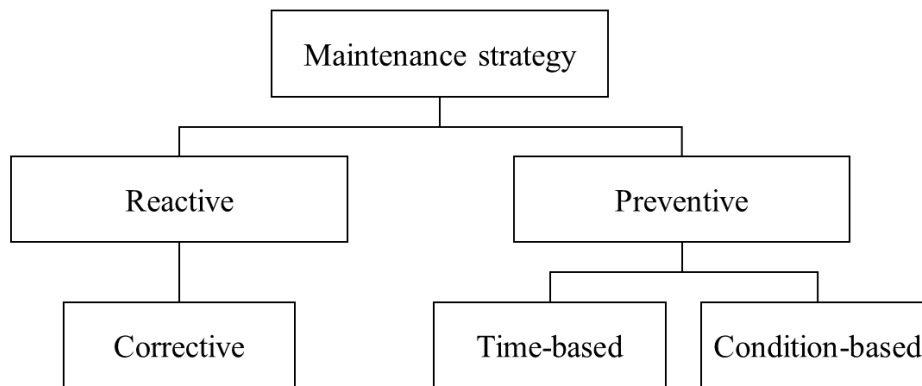 Maintenance strategy
Reactive
Preventive
Corrective
Time-based
Condition-based